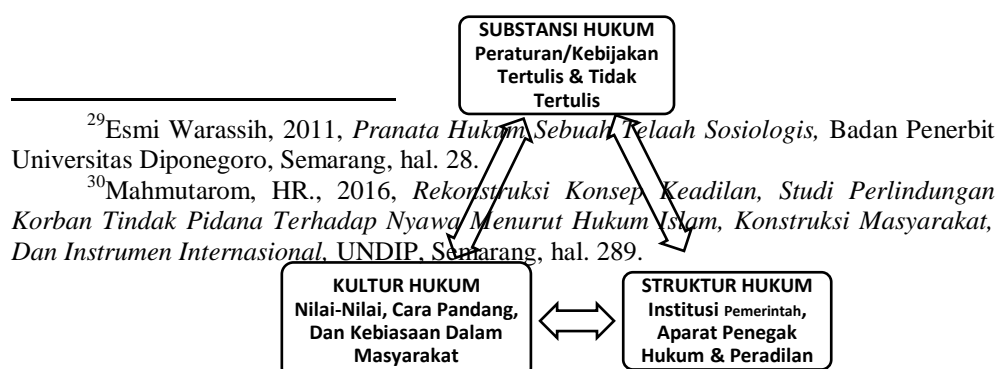 SUBSTANSI HUKUM
Peraturan/Kebijakan
Tertulis & Tidak
Tertulis
29Esmi Warassih, 2011, Pranata Hukum Sebuah Telaah Sosiologis, Badan Penerbit
Universitas Diponegoro, Semarang, hal. 28.
30Mahmutarom, HR., 2016, Rekonstruksi Konsep Keadilan, Studi Perlindungan
Korban Tindak Pidana Terhadap Nyawa Menurut Hukum Islam, Konstruksi Masyarakat,
Dan Instrumen Internasional, UNDIP, Semarang, hal. 289.
KULTUR HUKUM
Nilai-Nilai, Cara Pandang,
Dan Kebiasaan Dalam
Masyarakat
STRUKTUR HUKUM
Institusi Pemerintah,
Aparat Penegak
Hukum & Peradilan